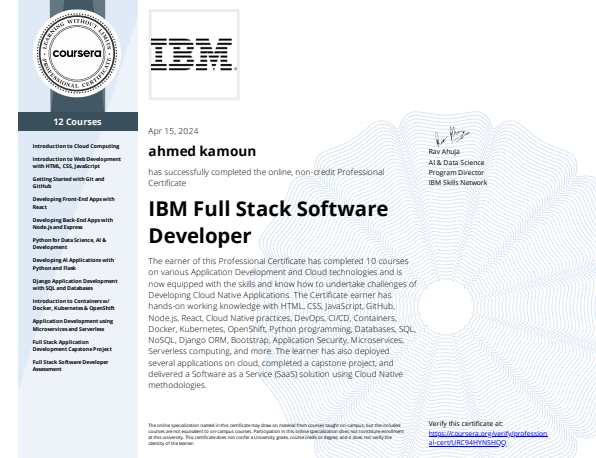 LEARNING WITHOUT LIMITS
coursera
PROFESSIONAL CERTIFICATE
IBM
12 Courses
Introduction to Cloud Computing
Introduction to Web Development
with HTML, CSS, JavaScript
Getting Started with Git and
GitHub
Developing Front-End Apps with
React
Developing Back-End Apps with
Node.js and Express
Python for Data Science, AI &
Development
Developing AI Applications with
Python and Flask
Django Application Development
with SQL and Databases
Introduction to Containers w/
Docker, Kubernetes & OpenShift
Application Development using
Microservices and Serverless
Full Stack Application
Development Capstone Project
Full Stack Software Developer
Assessment
Apr 15, 2024
ahmed kamoun
has successfully completed the online, non-credit Professional
Certificate
IBM Full Stack Software
Developer
The earner of this Professional Certificate has completed 10 courses
on various Application Development and Cloud technologies and is
now equipped with the skills and know how to undertake challenges of
Developing Cloud Native Applications. The Certificate earner has
hands-on working knowledge with HTML, CSS, JavaScript, GitHub,
Node.js, React, Cloud Native practices, DevOps, CI/CD, Containers,
Docker, Kubernetes, OpenShift, Python programming, Databases, SQL,
NoSQL, Django ORM, Bootstrap, Application Security, Microservices,
Serverless computing, and more. The learner has also deployed
several applications on cloud, completed a capstone project, and
delivered a Software as a Service (SaaS) solution using Cloud Native
methodologies.
Rav Ahuja
AI & Data Science
Program Director
IBM Skills Network
The online specialization named in this certificate may draw on material from courses taught on-campus, but the included
courses are not equivalent to on-campus courses. Participation in this online specialization does not constitute enrollment
at this university. This certificate does not confer a University grade, course credit or degree, and it does not verify the
identity of the learner.
Verify this certificate at:
https://coursera.org/verify/profession
al-cert/URC94HYNSHQQ